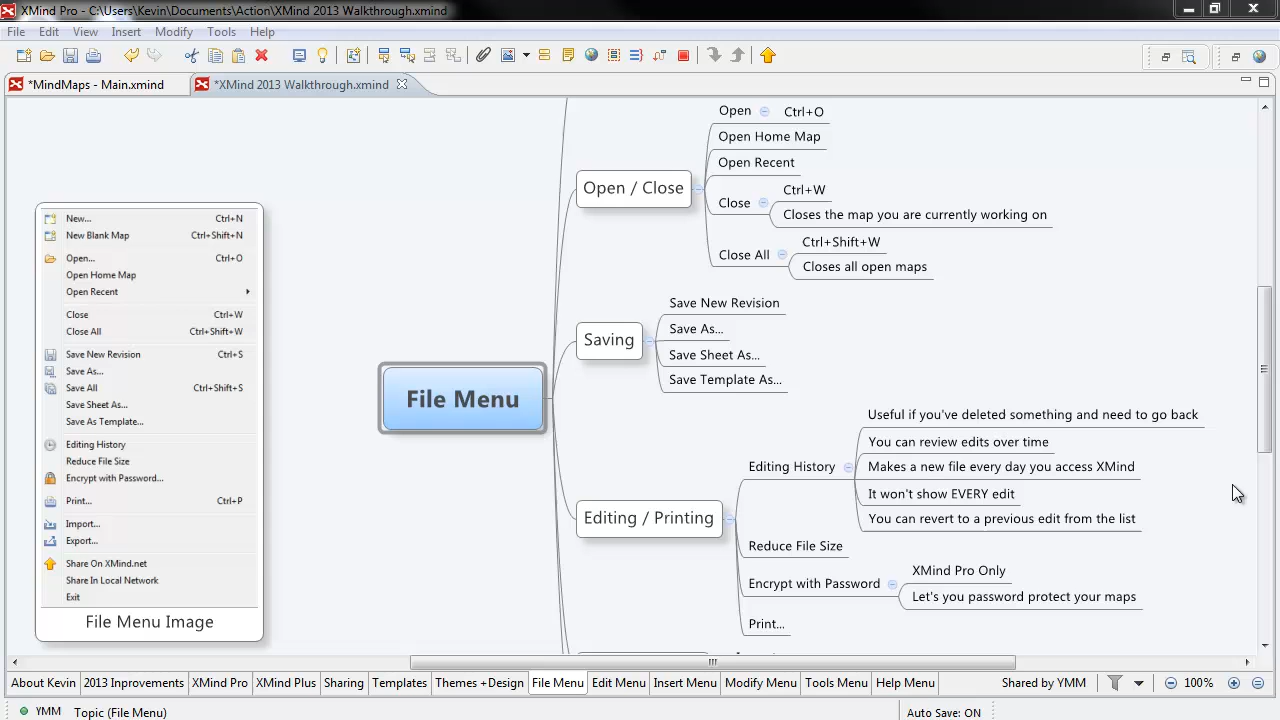 XMind Pro - C:\Users\Kevin\Documents\Action\XMind 2013 Walkthrough.xmind
File Edit View Insert Modify Tools Help
*MindMaps - Main.xmind
*XMind 2013 Walkthrough.xmind
New... Ctrl+N
New Blank Map Ctrl+Shift+N
Open... Ctrl+O
Open Home Map
Open Recent
Close Ctrl+W
Close All Ctrl+Shift+W
Save New Revision Ctrl+S
Save As...
Save All Ctrl+Shift+S
Save Sheet As...
Save As Template...
Editing History
Reduce File Size
Encrypt with Password...
Print... Ctrl+P
Import...
Export...
Share On XMind.net
Share In Local Network
Exit
File Menu Image
File Menu
Open / Close
Open Ctrl+O
Open Home Map
Open Recent
Close
Ctrl+W
Closes the map you are currently working on
Close All
Ctrl+Shift+W
Closes all open maps
Saving
Save New Revision
Save As...
Save Sheet As...
Save Template As...
Editing / Printing
Editing History
Useful if you've deleted something and need to go back
You can review edits over time
Makes a new file every day you access XMind
It won't show EVERY edit
You can revert to a previous edit from the list
Reduce File Size
Encrypt with Password
XMind Pro Only
Let's you password protect your maps
Print...
About Kevin 2013 Inprovements XMind Pro XMind Plus Sharing Templates Themes +Design File Menu Edit Menu Insert Menu Modify Menu Tools Menu Help Menu Shared by YMM 100%
YMM Topic (File Menu) Auto Save: ON